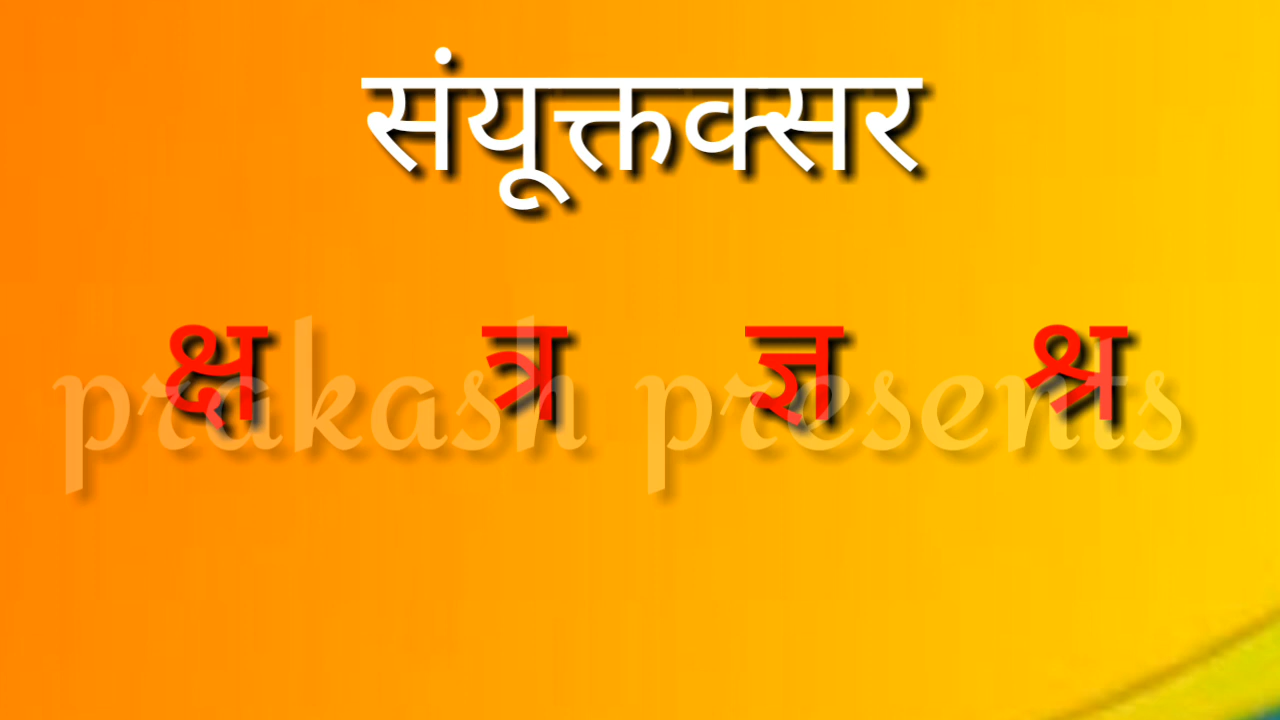 संयूक्तक्सर
क्ष त्र ज्ञ श्र
prakash presents